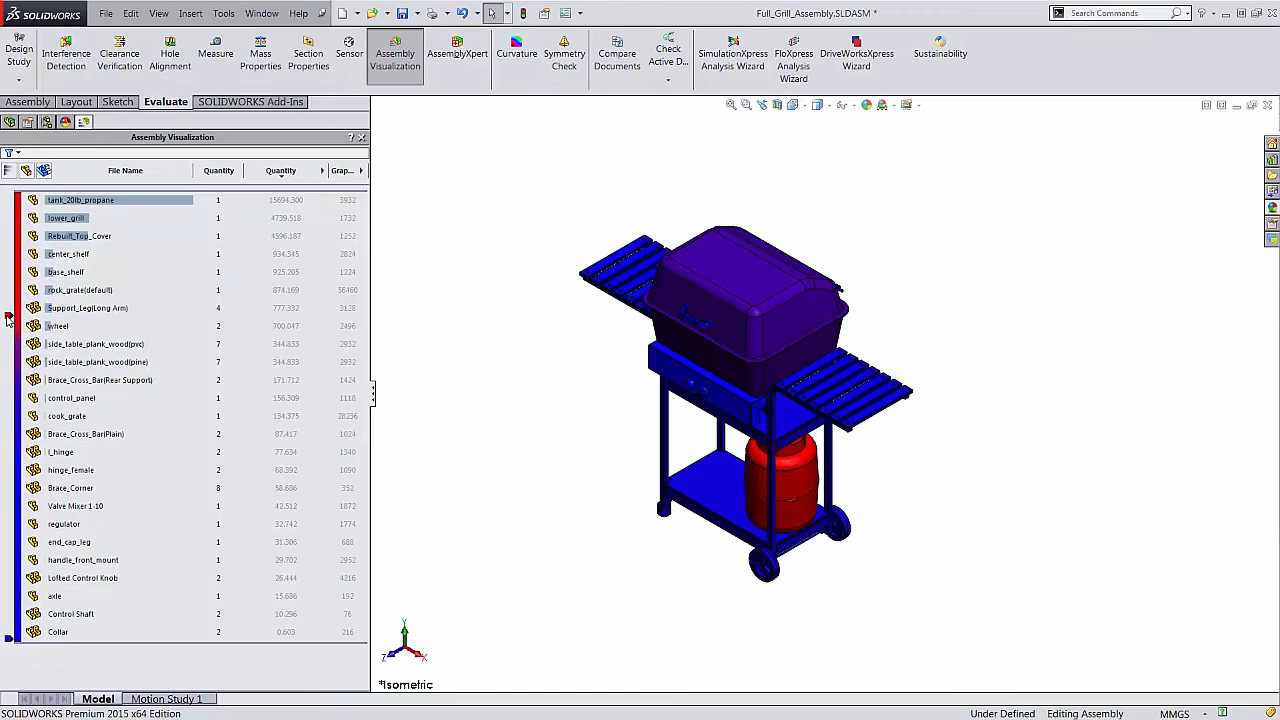 SOLIDWORKS File Edit View Insert Tools Window Help Full_Grill_Assembly.SLDASM * Search Commands
Design Study Interference Detection Clearance Verification Hole Alignment Measure Mass Properties Section Properties Sensor Assembly Visualization AssemblyXpert Curvature Symmetry Check Compare Documents Check Active D... SimulationXpress Analysis Wizard FloXpress Analysis Wizard DriveWorksXpress Wizard Sustainability
Assembly Layout Sketch Evaluate SOLIDWORKS Add-Ins
Assembly Visualization
File Name Quantity Quantity Grap...
tank_20lb_propane 1 15694.300 3932
lower_grill 1 4739.518 1732
Rebuilt_Top_Cover 1 4596.187 1252
center_shelf 1 934.345 2824
base_shelf 1 925.205 1224
rock_grate(default) 1 874.169 56460
Support_Leg(Long Arm) 4 777.332 3128
wheel 2 700.047 2496
side_table_plank_wood(pvc) 7 344.833 2932
side_table_plank_wood(pine) 7 344.833 2932
Brace_Cross_Bar(Rear Support) 2 171.712 1424
control_panel 1 156.309 1118
cook_grate 1 134.375 28236
Brace_Cross_Bar(Plain) 2 87.417 1024
l_hinge 2 77.634 1340
hinge_female 2 68.392 1090
Brace_Corner 8 58.686 352
Valve Mixer 1-10 1 42.512 1872
regulator 1 32.742 1774
end_cap_leg 2 31.306 688
handle_front_mount 1 29.702 2952
Lofted Control Knob 2 26.444 4216
axle 1 15.686 192
Control Shaft 2 10.296 76
Collar 2 0.603 216
Y
Z X
*Isometric
Model Motion Study 1
SOLIDWORKS Premium 2015 x64 Edition Under Defined Editing Assembly MMGS